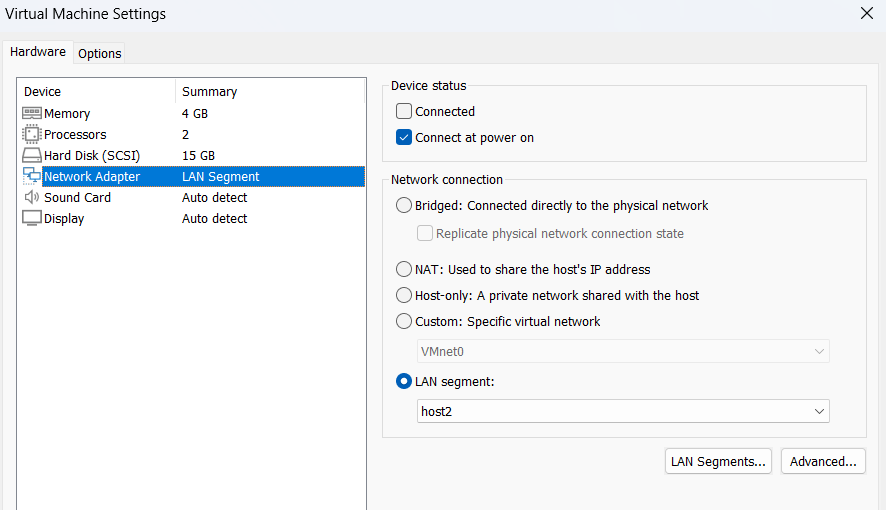 Virtual Machine Settings
Hardware
Options
Device Summary
Memory 4 GB
Processors 2
Hard Disk (SCSI) 15 GB
Network Adapter LAN Segment
Sound Card Auto detect
Display Auto detect
Device status
Connected
Connect at power on
Network connection
Bridged: Connected directly to the physical network
Replicate physical network connection state
NAT: Used to share the host's IP address
Host-only: A private network shared with the host
Custom: Specific virtual network
VMnet0
LAN segment:
host2
LAN Segments... Advanced...